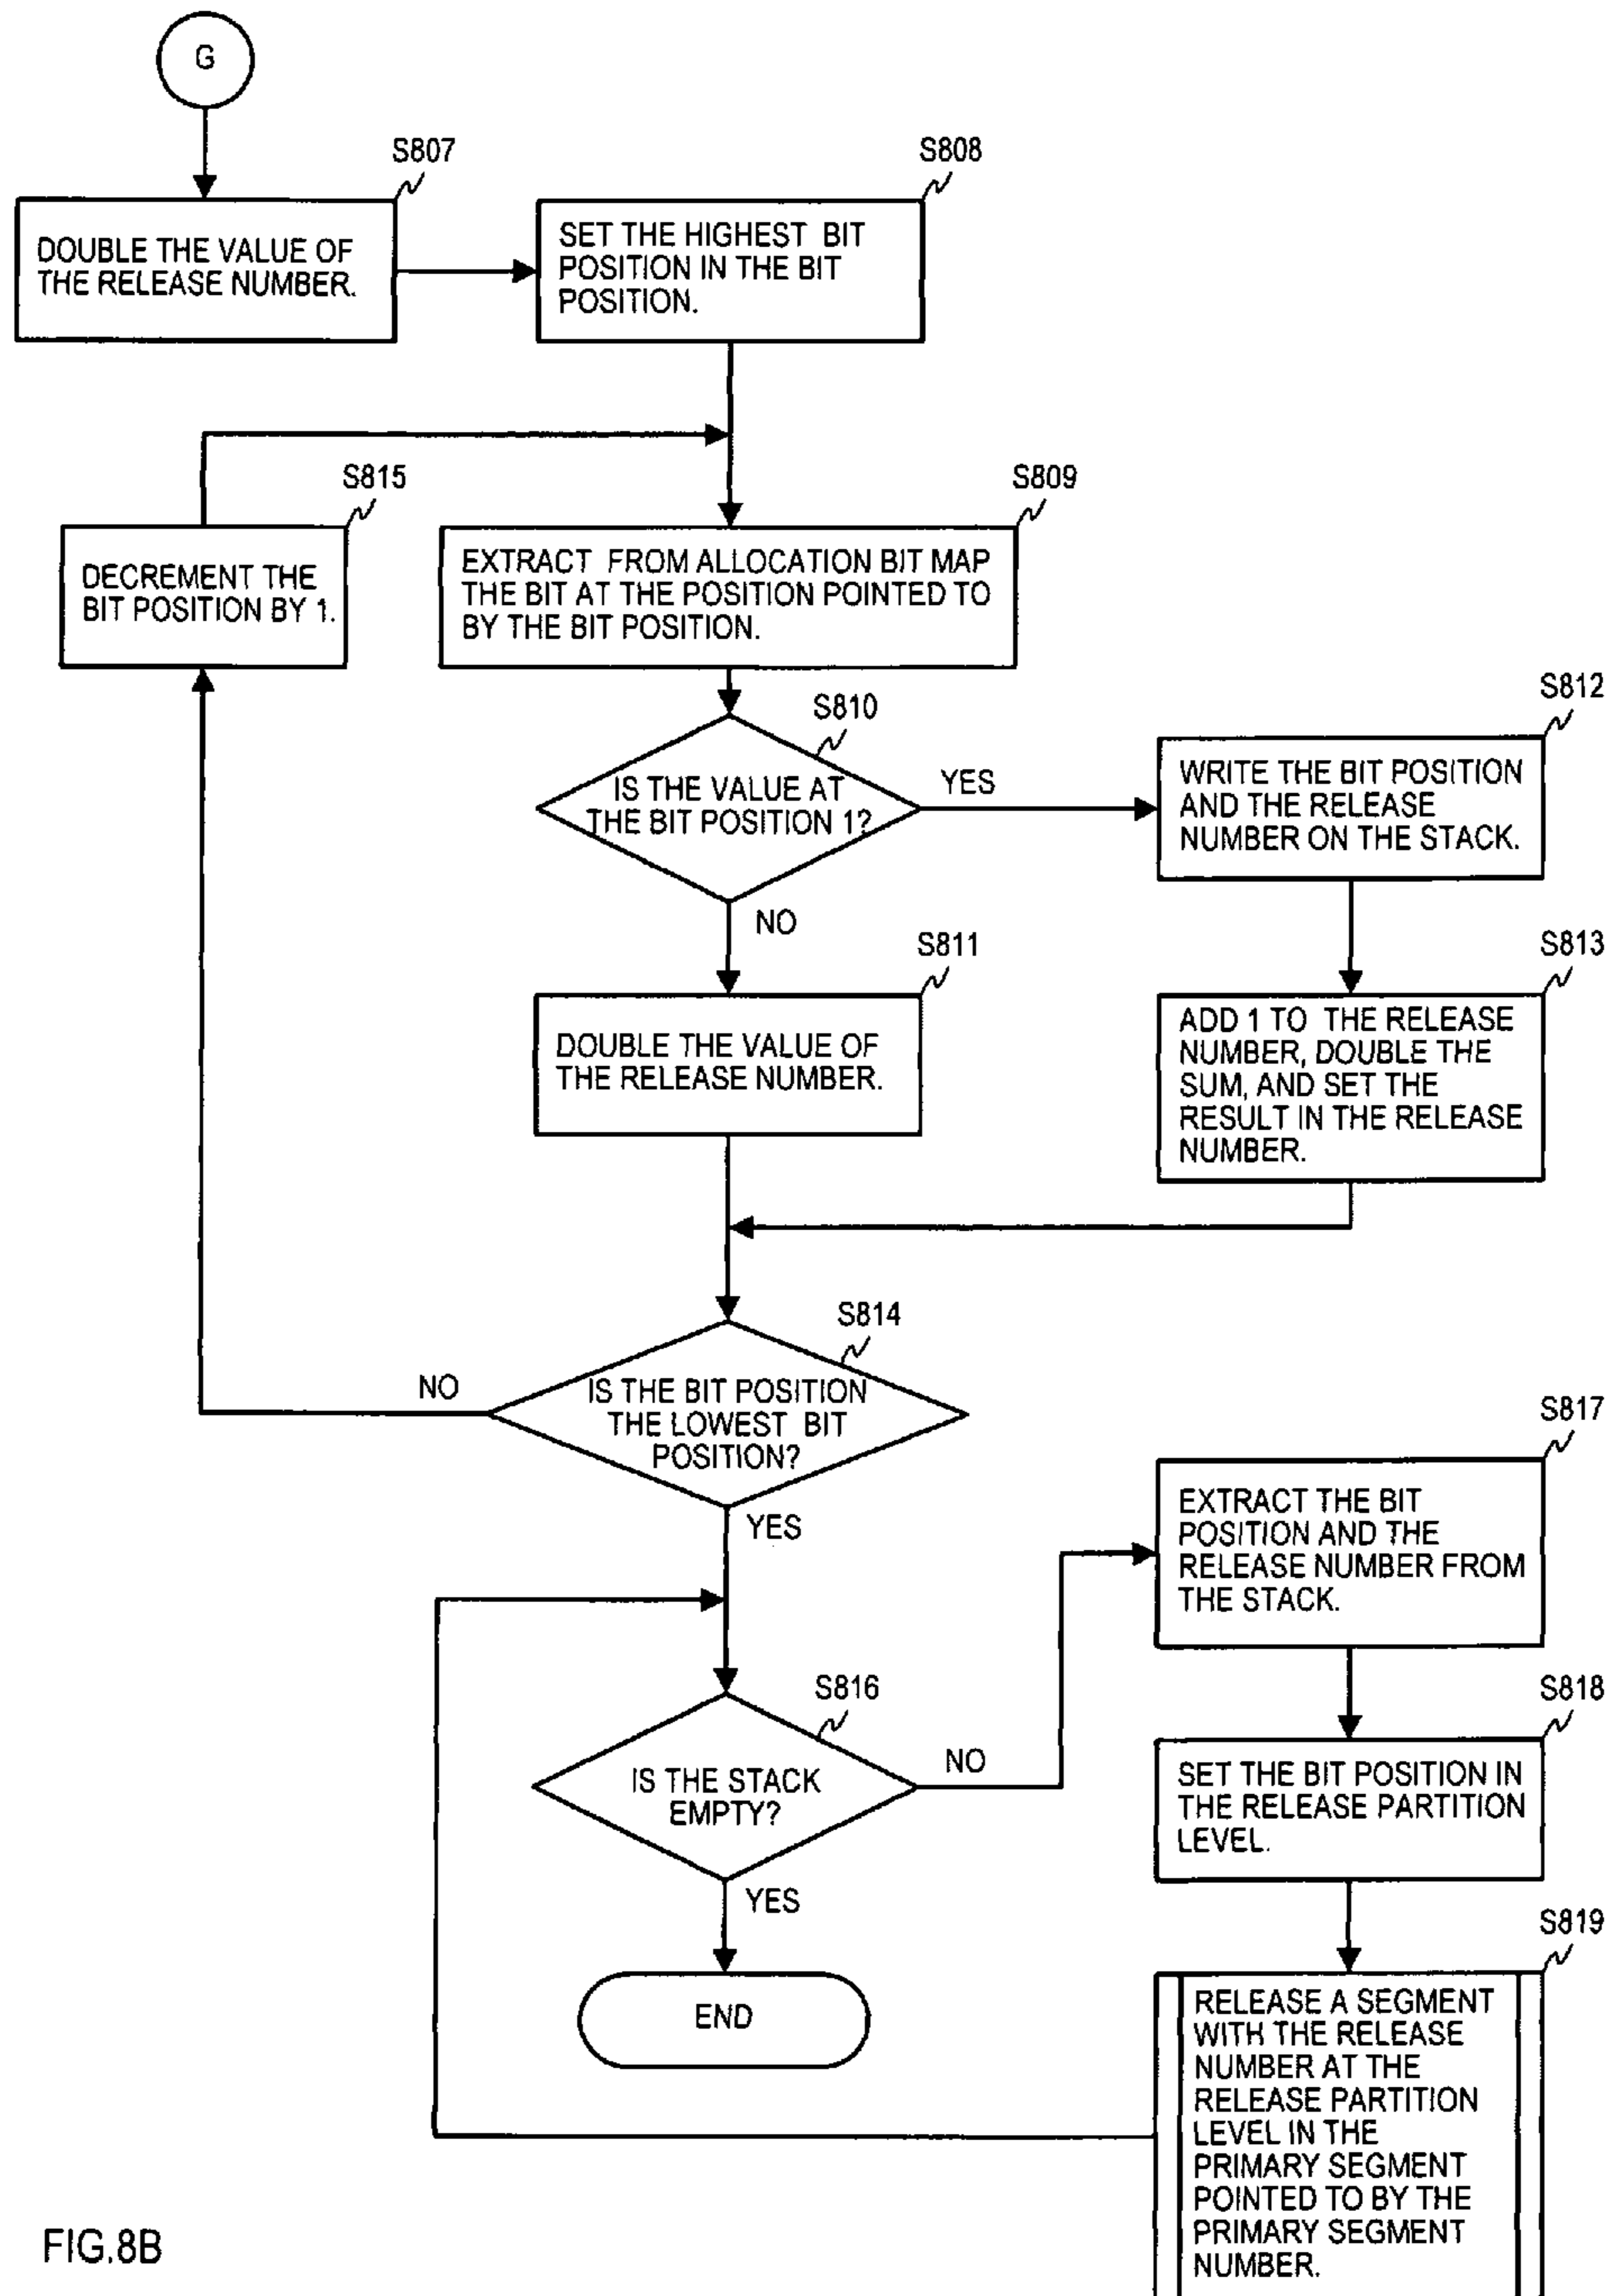 G
S807
DOUBLE THE VALUE OF
THE RELEASE NUMBER.
S808
SET THE HIGHEST BIT
POSITION IN THE BIT
POSITION.
S815
DECREMENT THE
BIT POSITION BY 1.
S809
EXTRACT FROM ALLOCATION BIT MAP
THE BIT AT THE POSITION POINTED TO
BY THE BIT POSITION.
S810
IS THE VALUE AT
THE BIT POSITION 1?
YES
NO
S812
WRITE THE BIT POSITION
AND THE RELEASE
NUMBER ON THE STACK.
S811
DOUBLE THE VALUE OF
THE RELEASE NUMBER.
S813
ADD 1 TO THE RELEASE
NUMBER, DOUBLE THE
SUM, AND SET THE
RESULT IN THE RELEASE
NUMBER.
S814
IS THE BIT POSITION
THE LOWEST BIT
POSITION?
NO
YES
S817
EXTRACT THE BIT
POSITION AND THE
RELEASE NUMBER FROM
THE STACK.
S816
IS THE STACK
EMPTY?
NO
YES
S818
SET THE BIT POSITION IN
THE RELEASE PARTITION
LEVEL.
END
S819
RELEASE A SEGMENT
WITH THE RELEASE
NUMBER AT THE
RELEASE PARTITION
LEVEL IN THE
PRIMARY SEGMENT
POINTED TO BY THE
PRIMARY SEGMENT
NUMBER.
FIG.8B